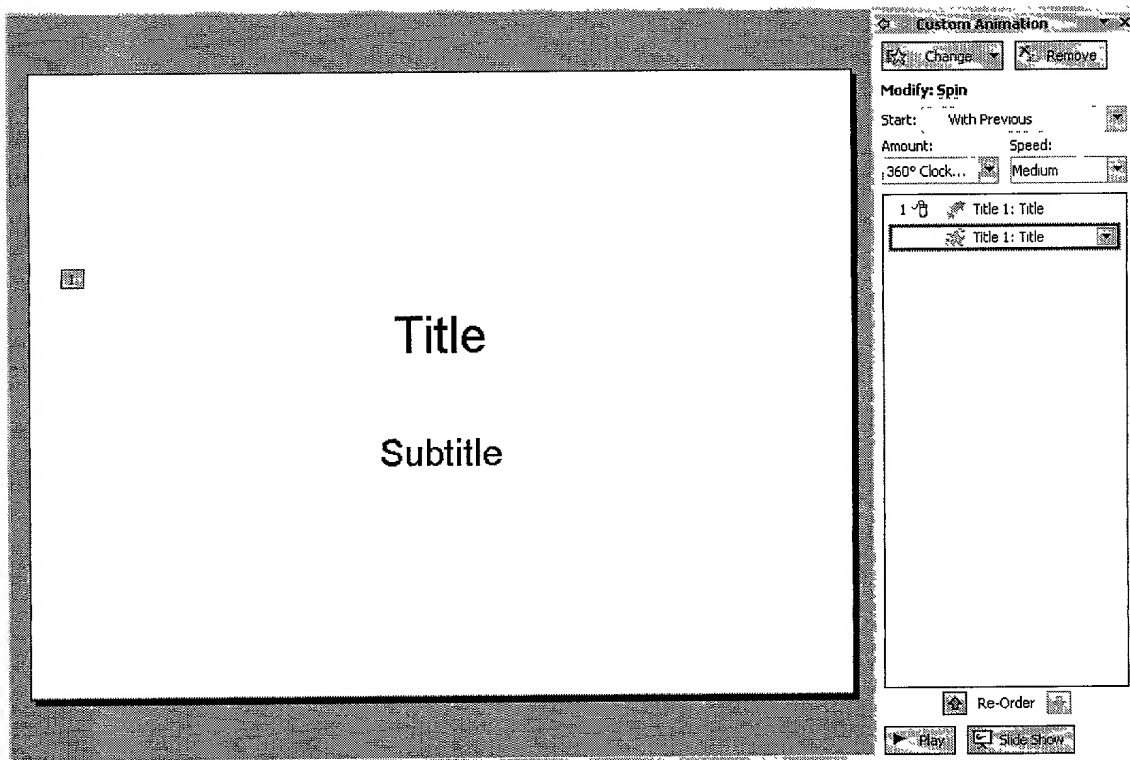 Custom Animation
Change Remove
Modify: Spin
Start: With Previous
Amount: Speed:
360° Clock... Medium
1 Title 1: Title
Title 1: Title
1
Title
Subtitle
Re-Order
Play Slide Show